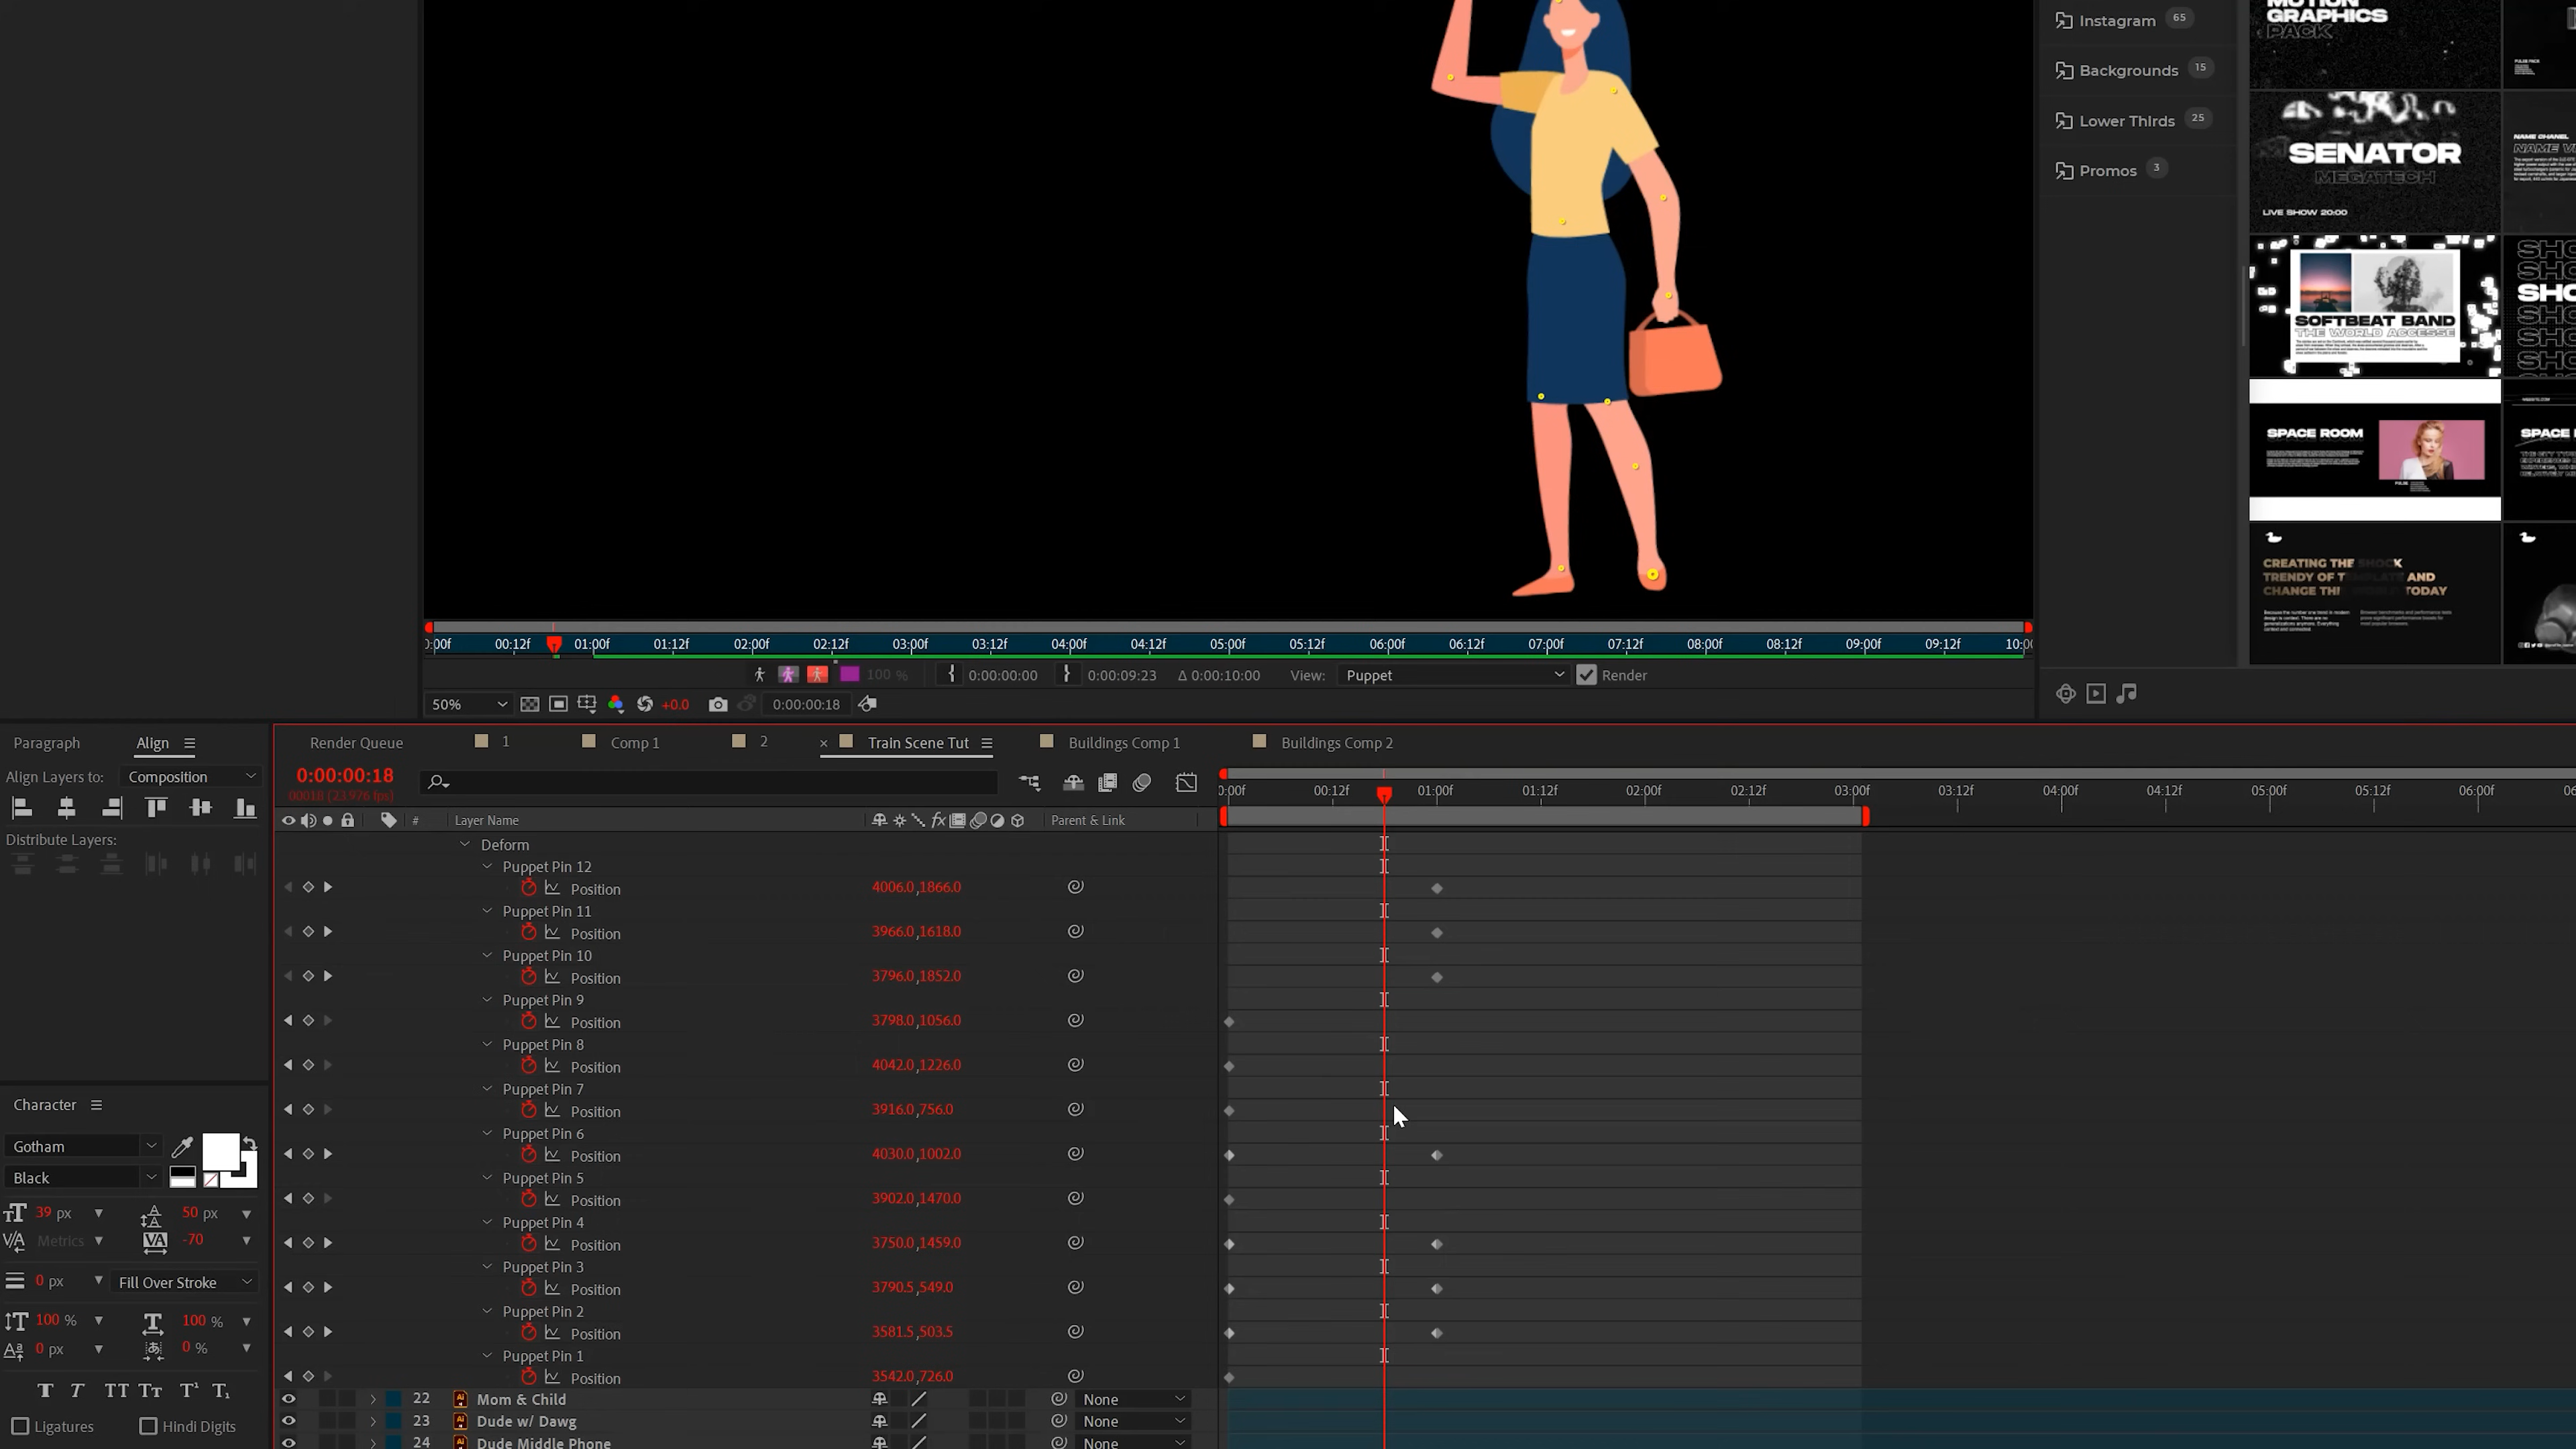 Instagram 65
Backgrounds 15
Lower ThIrds 25
Promos 3
MOTION
GRAPHICS
PACK
SENATOR
MEGATECH
LIVE SHOW 20:00
SOFTBEAT BAND
THE WORLD ACCESSE
SPACE ROOM
CREATING THE SHOCK
TRENDY OF TEMPLATE AND
CHANGE THE TODAY
00:12f 01:00f 01:12f 02:00f 02:12f 03:00f 03:12f 04:00f 04:12f 05:00f 05:12f 06:00f 06:12f 07:00f 07:12f 08:00f 08:12f 09:00f 09:12f
100 % 0:00:00:00 0:00:09:23 Δ 0:00:10:00 View: Puppet Render
50% +0.0 0:00:00:18
Paragraph Align
Render Queue 1 Comp 1 2 × Train Scene Tut Buildings Comp 1 Buildings Comp 2
Align Layers to: Composition
0:00:00:18
00018 (23.976 fps)
0:00f 00:12f 01:00f 01:12f 02:00f 02:12f 03:00f 03:12f 04:00f 04:12f 05:00f 05:12f 06:00f
# Layer Name fx Parent & Link
Distribute Layers:
Deform
Puppet Pin 12
Position 4006.0,1866.0
Puppet Pin 11
Position 3966.0,1618.0
Puppet Pin 10
Position 3796.0,1852.0
Puppet Pin 9
Position 3798.0,1056.0
Puppet Pin 8
Position 4042.0,1226.0
Puppet Pin 7
Position 3916.0,756.0
Puppet Pin 6
Position 4030.0,1002.0
Puppet Pin 5
Position 3902.0,1470.0
Puppet Pin 4
Position 3750.0,1459.0
Puppet Pin 3
Position 3790.5,549.0
Puppet Pin 2
Position 3581.5,503.5
Puppet Pin 1
Position 3542.0,726.0
22 Mom & Child None
23 Dude w/ Dawg None
24 Dude Middle Phone None
Character
Gotham
Black
39 px 50 px
Metrics -70
0 px Fill Over Stroke
100 % 100 %
0 px 0 %
T T TT Tт T¹ T₁
Ligatures Hindi Digits